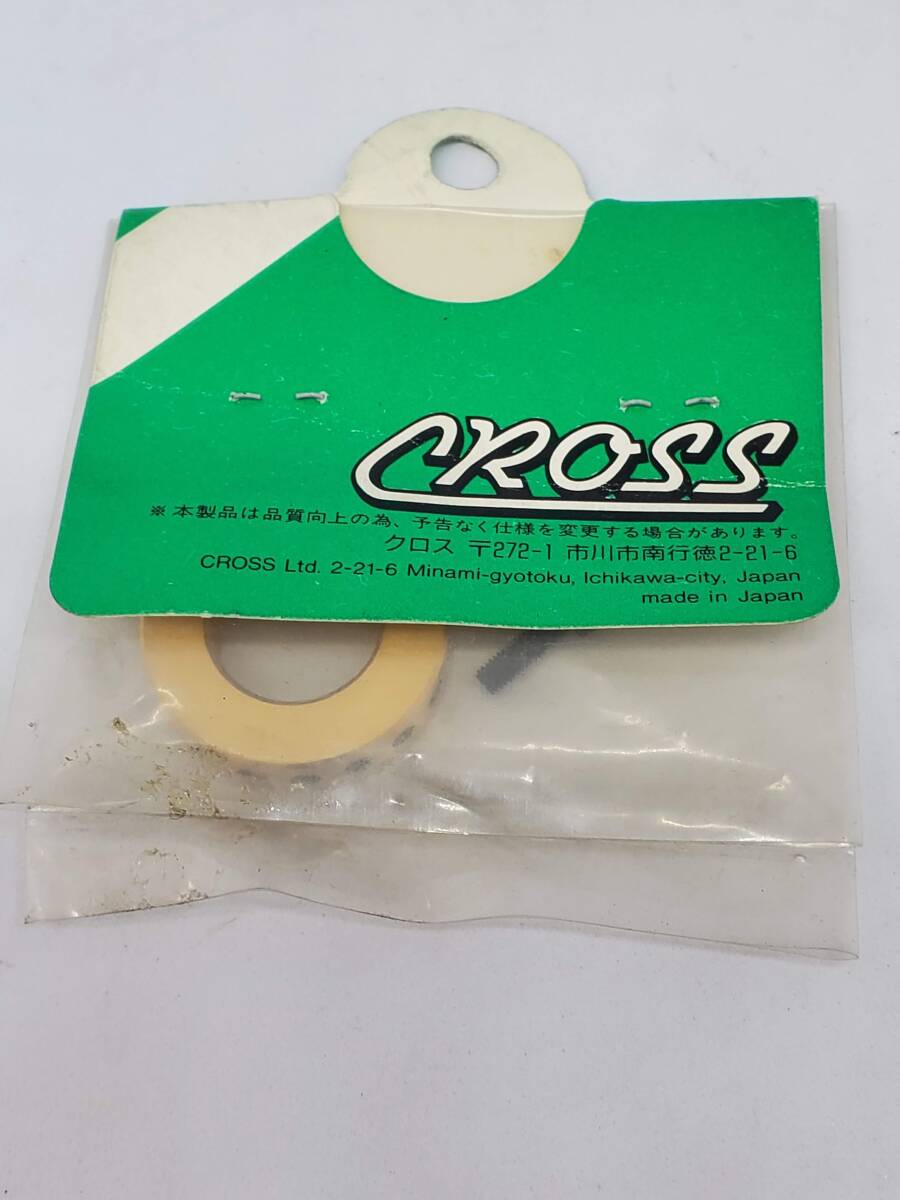 CROSS
※本製品は品質向上の為、予告なく仕様を変更する場合があります。
クロス 〒272-1 市川市南行徳2-21-6
CROSS Ltd. 2-21-6 Minami-gyotoku, Ichikawa-city, Japan
made in Japan